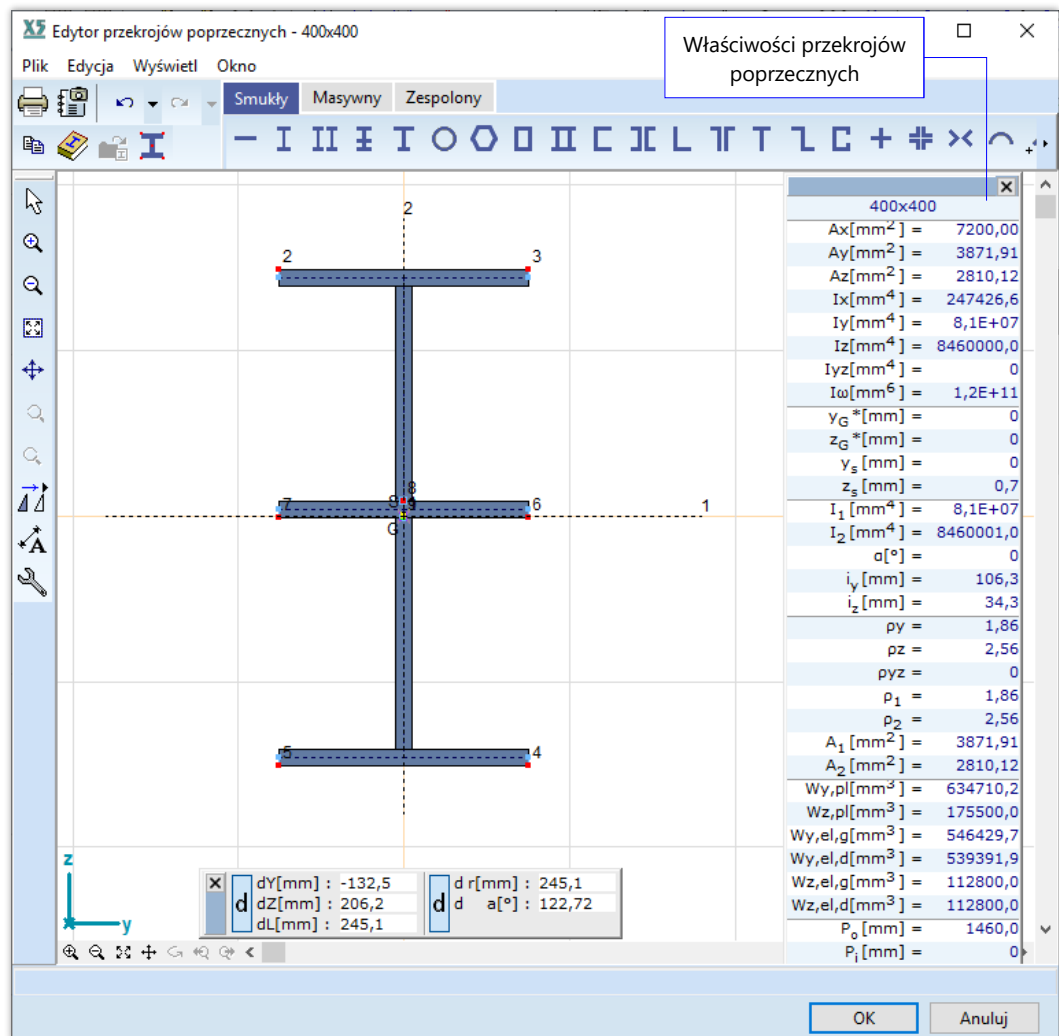 X5 Edytor przekrojów poprzecznych - 400x400
Właściwości przekrojów
poprzecznych
Plik Edycja Wyświetl Okno
Smukły Masywny Zespolony
400x400
Ax[mm2] = 7200,00
Ay[mm2] = 3871,91
Az[mm2] = 2810,12
Ix[mm4] = 247426,6
Iy[mm4] = 8,1E+07
Iz[mm4] = 8460000,0
Iyz[mm4] = 0
Iω[mm6] = 1,2E+11
yG*[mm] = 0
zG*[mm] = 0
ys[mm] = 0
zs[mm] = 0,7
I1[mm4] = 8,1E+07
I2[mm4] = 8460001,0
α[°] = 0
iy[mm] = 106,3
iz[mm] = 34,3
ρy = 1,86
ρz = 2,56
ρyz = 0
ρ1 = 1,86
ρ2 = 2,56
A1[mm2] = 3871,91
A2[mm2] = 2810,12
Wy,pl[mm3] = 634710,2
Wz,pl[mm3] = 175500,0
Wy,el,g[mm3] = 546429,7
Wy,el,d[mm3] = 539391,9
Wz,el,g[mm3] = 112800,0
Wz,el,d[mm3] = 112800,0
Po[mm] = 1460,0
Pi[mm] = 0
2
2 3
8
7 6 1
G
5 4
z
y
d dY[mm] : -132,5
dZ[mm] : 206,2
dL[mm] : 245,1
d d r[mm] : 245,1
d a[°] : 122,72
OK Anuluj